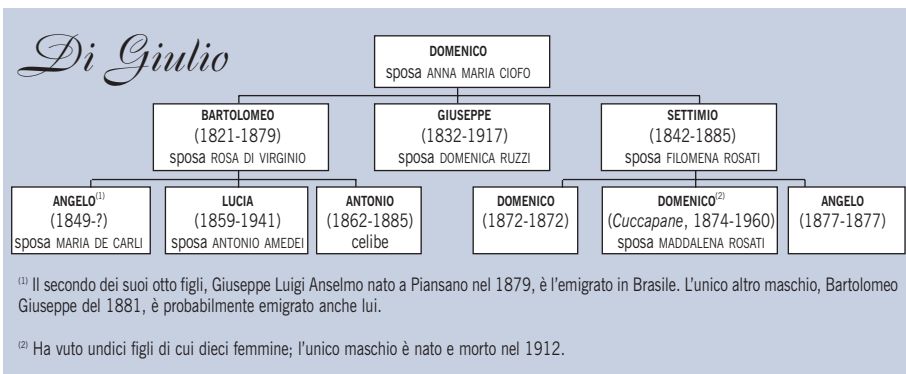 Di Giulio
DOMENICO
sposa ANNA MARIA CIOFO
BARTOLOMEO
(1821-1879)
sposa ROSA DI VIRGINIO
GIUSEPPE
(1832-1917)
sposa DOMENICA RUZZI
SETTIMIO
(1842-1885)
sposa FILOMENA ROSATI
ANGELO(1)
(1849-?)
sposa MARIA DE CARLI
LUCIA
(1859-1941)
sposa ANTONIO AMEDEI
ANTONIO
(1862-1885)
celibe
DOMENICO
(1872-1872)
DOMENICO(2)
(Cuccapane, 1874-1960)
sposa MADDALENA ROSATI
ANGELO
(1877-1877)
(1) Il secondo dei suoi otto figli, Giuseppe Luigi Anselmo nato a Piansano nel 1879, è l'emigrato in Brasile. L'unico altro maschio, Bartolomeo
Giuseppe del 1881, è probabilmente emigrato anche lui.
(2) Ha vuto undici figli di cui dieci femmine; l'unico maschio è nato e morto nel 1912.